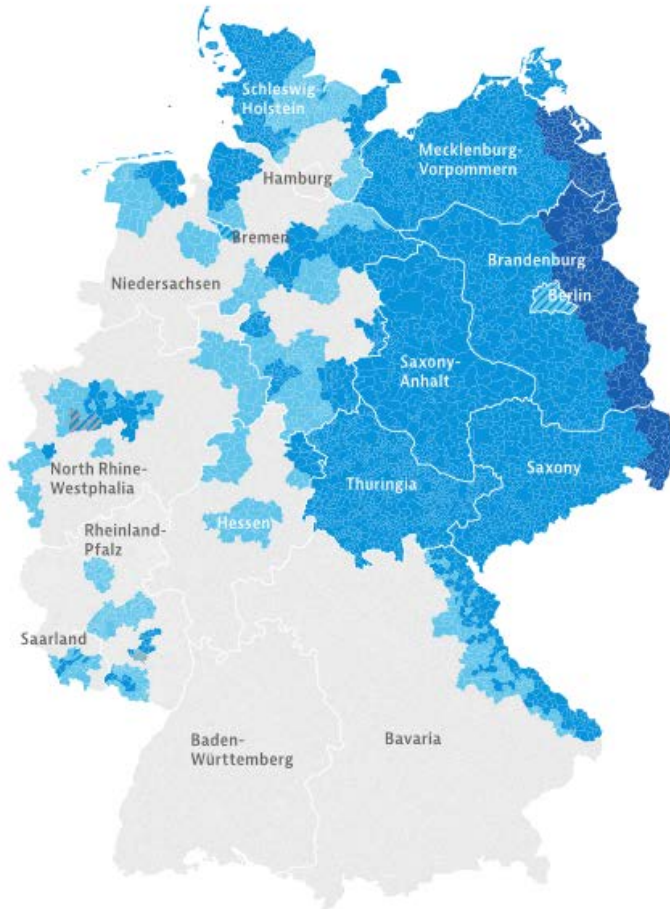 Schleswig
Holstein
Mecklenburg-
Vorpommern
Hamburg
Bremen
Brandenburg
Berlin
Niedersachsen
Saxony-
Anhalt
North Rhine-
Westphalia
Thuringia
Saxony
Hessen
Rheinland-
Pfalz
Saarland
Baden-
Württemberg
Bavaria